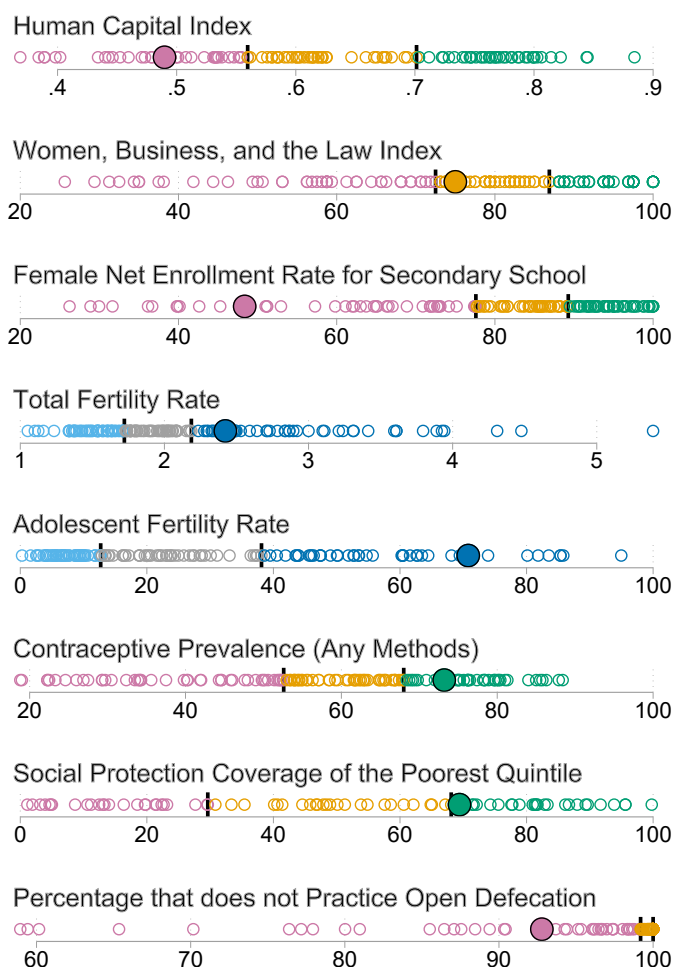 Human Capital Index
.4 .5 .6 .7 .8 .9
Women, Business, and the Law Index
20 40 60 80 100
Female Net Enrollment Rate for Secondary School
20 40 60 80 100
Total Fertility Rate
1 2 3 4 5
Adolescent Fertility Rate
0 20 40 60 80 100
Contraceptive Prevalence (Any Methods)
20 40 60 80 100
Social Protection Coverage of the Poorest Quintile
0 20 40 60 80 100
Percentage that does not Practice Open Defecation
60 70 80 90 100